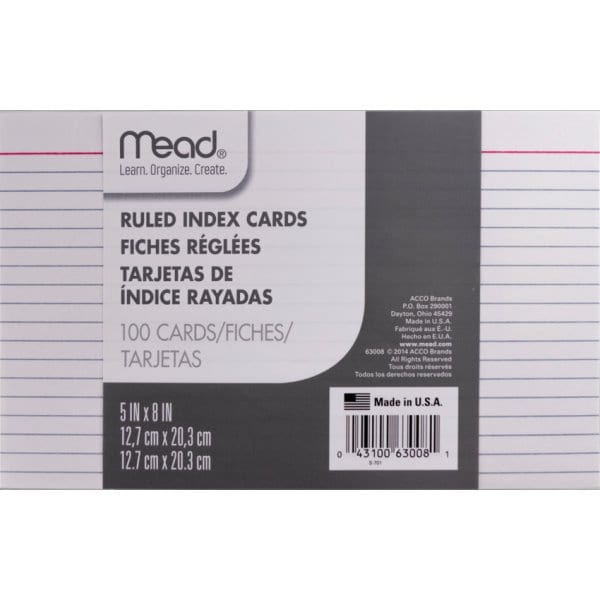 Mead®
Learn. Organize. Create.
RULED INDEX CARDS
FICHES RÉGLÉES
TARJETAS DE
ÍNDICE RAYADAS
100 CARDS/FICHES/
TARJETAS
5 IN x 8 IN
12,7 cm x 20,3 cm
12.7 cm x 20.3 cm
ACCO Brands
P.O. Box 290001
Dayton, Ohio 45429
Made in U.S.A.
Fabriqué aux É.-U.
Hecho en E.U.A.
www.mead.com
63008 © 2014 ACCO Brands
All Rights Reserved
Tous droits réservés
Todos los derechos reservados
Made in U.S.A.
0 43100 63008 1
S-701